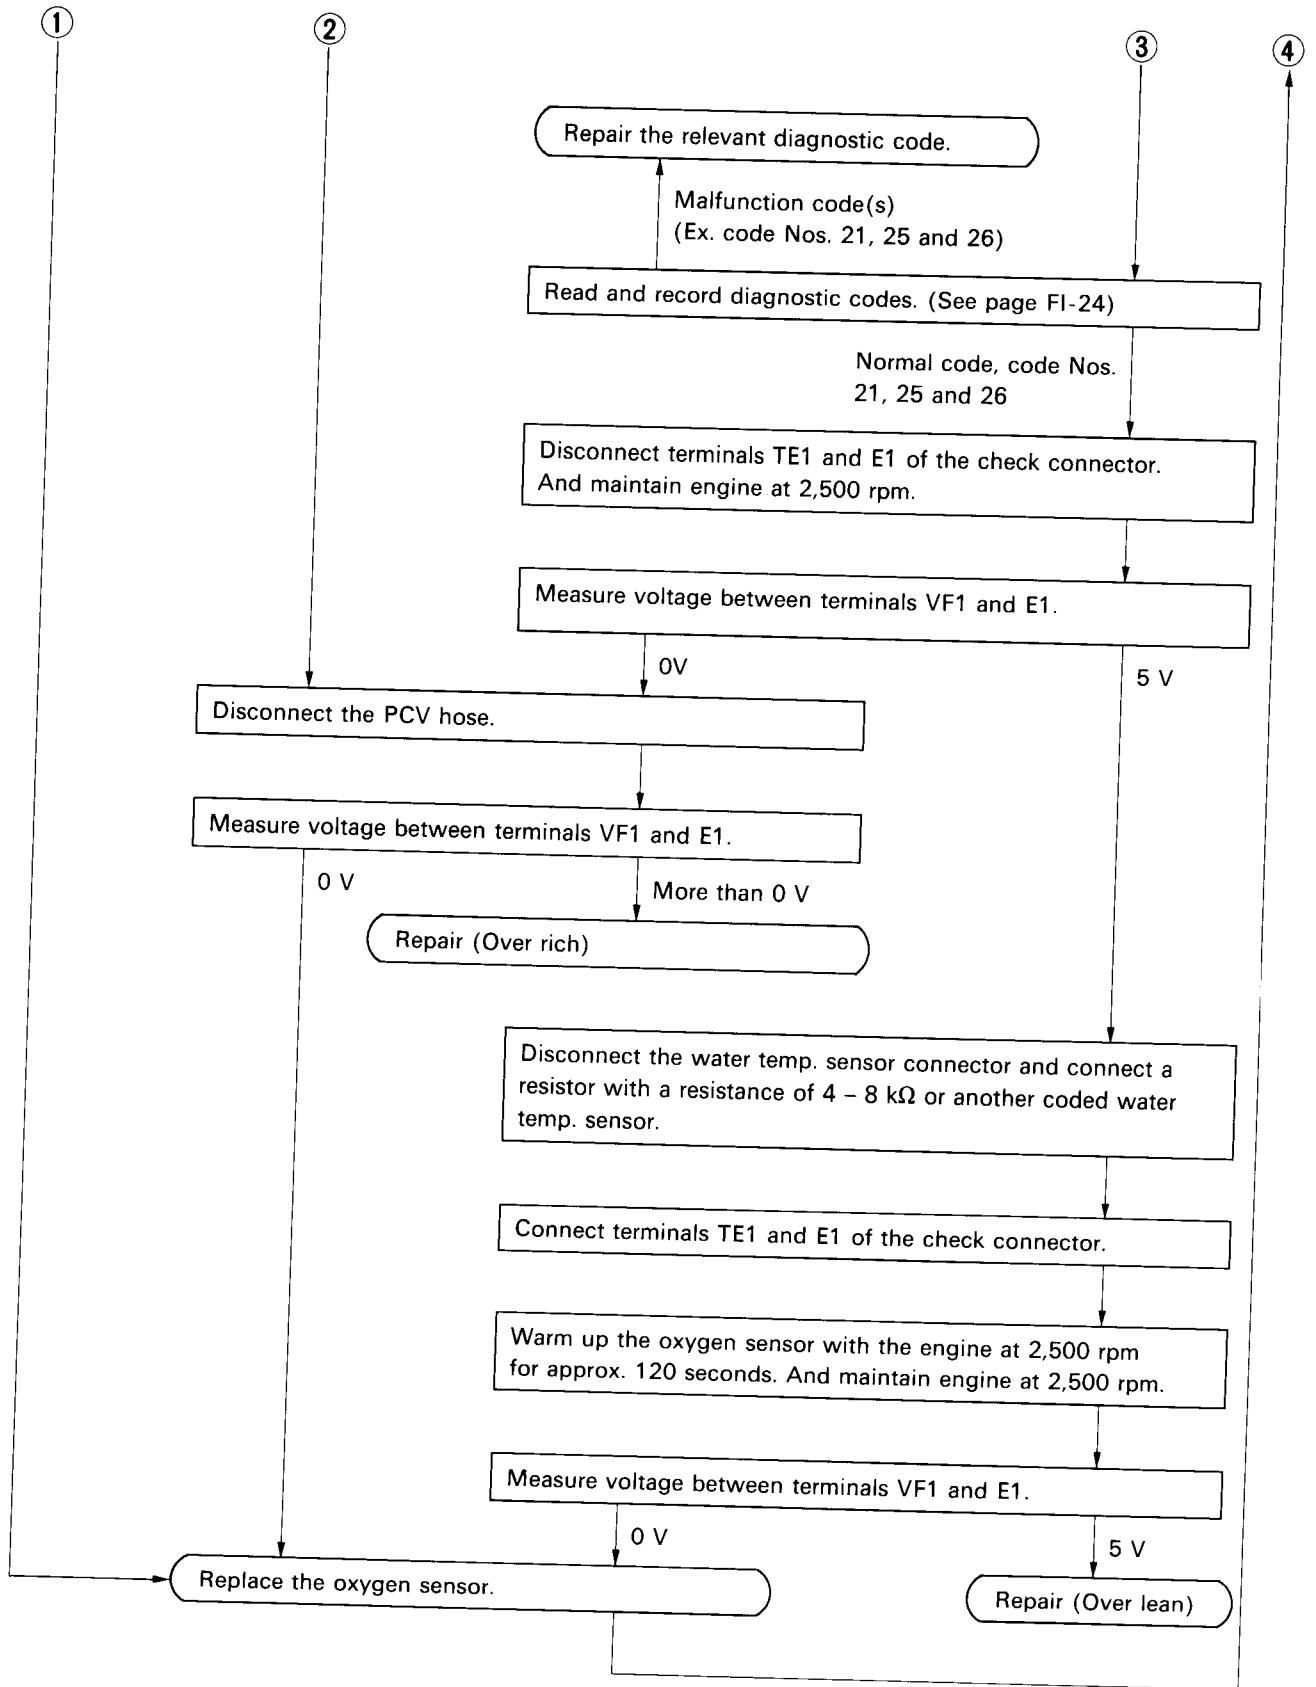 1
2
3
4
Repair the relevant diagnostic code.
Malfunction code(s)
(Ex. code Nos. 21, 25 and 26)
Read and record diagnostic codes. (See page FI-24)
Normal code, code Nos.
21, 25 and 26
Disconnect terminals TE1 and E1 of the check connector.
And maintain engine at 2,500 rpm.
Measure voltage between terminals VF1 and E1.
0V
5 V
Disconnect the PCV hose.
Measure voltage between terminals VF1 and E1.
0 V
More than 0 V
Repair (Over rich)
Disconnect the water temp. sensor connector and connect a
resistor with a resistance of 4 – 8 kΩ or another coded water
temp. sensor.
Connect terminals TE1 and E1 of the check connector.
Warm up the oxygen sensor with the engine at 2,500 rpm
for approx. 120 seconds. And maintain engine at 2,500 rpm.
Measure voltage between terminals VF1 and E1.
0 V
5 V
Replace the oxygen sensor.
Repair (Over lean)